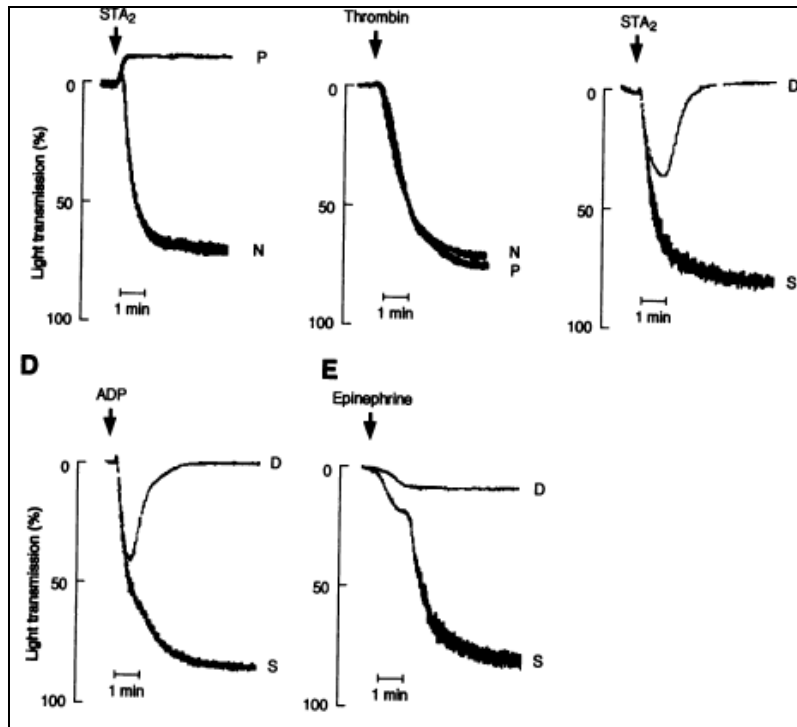 STA₂
0
50
100
Light transmission (%)
P
N
1 min
Thrombin
0
50
100
N
P
1 min
STA₂
0
50
100
D
S
1 min
D
ADP
0
50
100
Light transmission (%)
D
S
1 min
E
Epinephrine
0
50
100
D
S
1 min